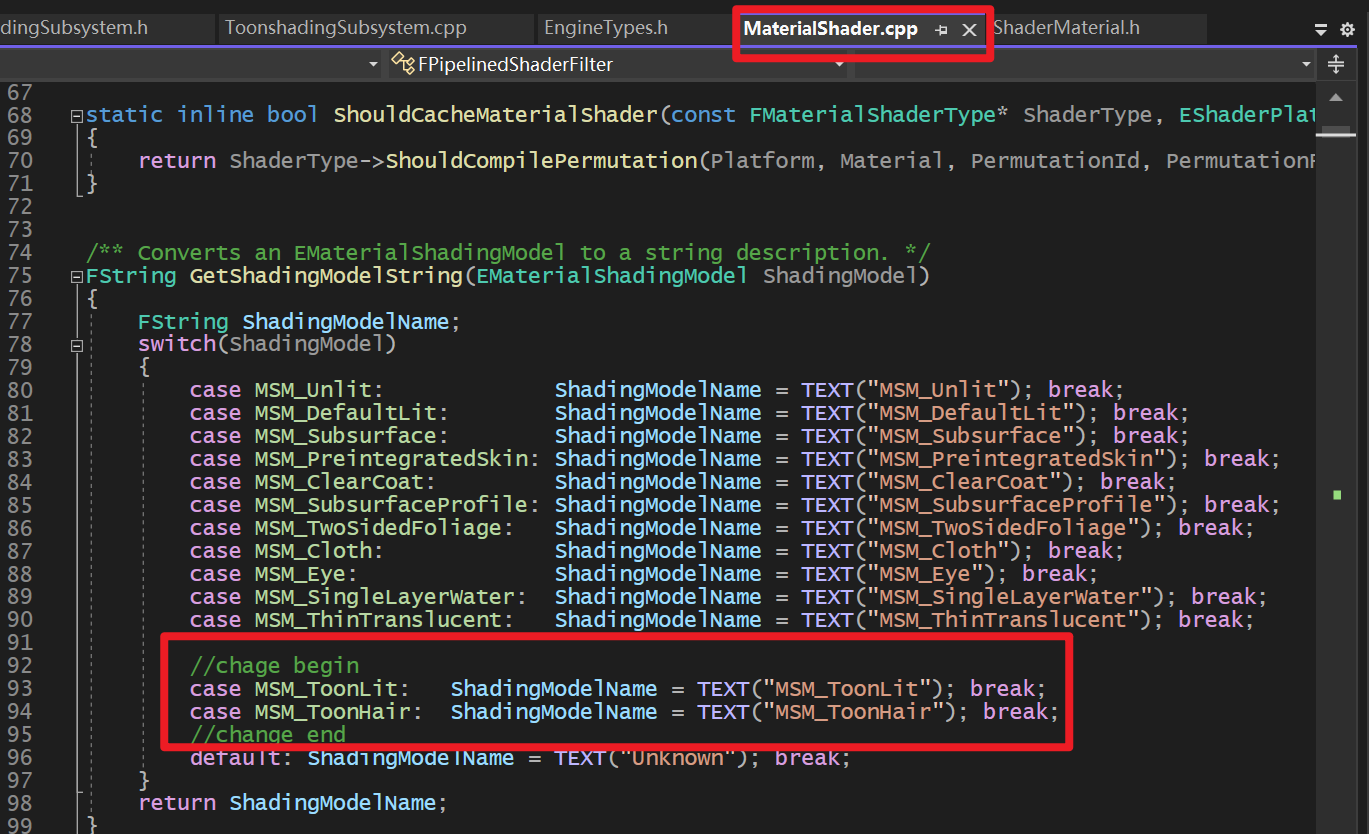 dingSubsystem.h ToonshadingSubsystem.cpp EngineTypes.h MaterialShader.cpp ShaderMaterial.h
FPipelinedShaderFilter
67
68 static inline bool ShouldCacheMaterialShader(const FMaterialShaderType* ShaderType, EShaderPlat
69 {
70 return ShaderType->ShouldCompilePermutation(Platform, Material, PermutationId, PermutationF
71 }
72
73
74 /** Converts an EMaterialShadingModel to a string description. */
75 FString GetShadingModelString(EMaterialShadingModel ShadingModel)
76 {
77 FString ShadingModelName;
78 switch(ShadingModel)
79 {
80 case MSM_Unlit: ShadingModelName = TEXT("MSM_Unlit"); break;
81 case MSM_DefaultLit: ShadingModelName = TEXT("MSM_DefaultLit"); break;
82 case MSM_Subsurface: ShadingModelName = TEXT("MSM_Subsurface"); break;
83 case MSM_PreintegratedSkin: ShadingModelName = TEXT("MSM_PreintegratedSkin"); break;
84 case MSM_ClearCoat: ShadingModelName = TEXT("MSM_ClearCoat"); break;
85 case MSM_SubsurfaceProfile: ShadingModelName = TEXT("MSM_SubsurfaceProfile"); break;
86 case MSM_TwoSidedFoliage: ShadingModelName = TEXT("MSM_TwoSidedFoliage"); break;
87 case MSM_Cloth: ShadingModelName = TEXT("MSM_Cloth"); break;
88 case MSM_Eye: ShadingModelName = TEXT("MSM_Eye"); break;
89 case MSM_SingleLayerWater: ShadingModelName = TEXT("MSM_SingleLayerWater"); break;
90 case MSM_ThinTranslucent: ShadingModelName = TEXT("MSM_ThinTranslucent"); break;
91
92 //chage begin
93 case MSM_ToonLit: ShadingModelName = TEXT("MSM_ToonLit"); break;
94 case MSM_ToonHair: ShadingModelName = TEXT("MSM_ToonHair"); break;
95 //change end
96 default: ShadingModelName = TEXT("Unknown"); break;
97 }
98 return ShadingModelName;
99 }